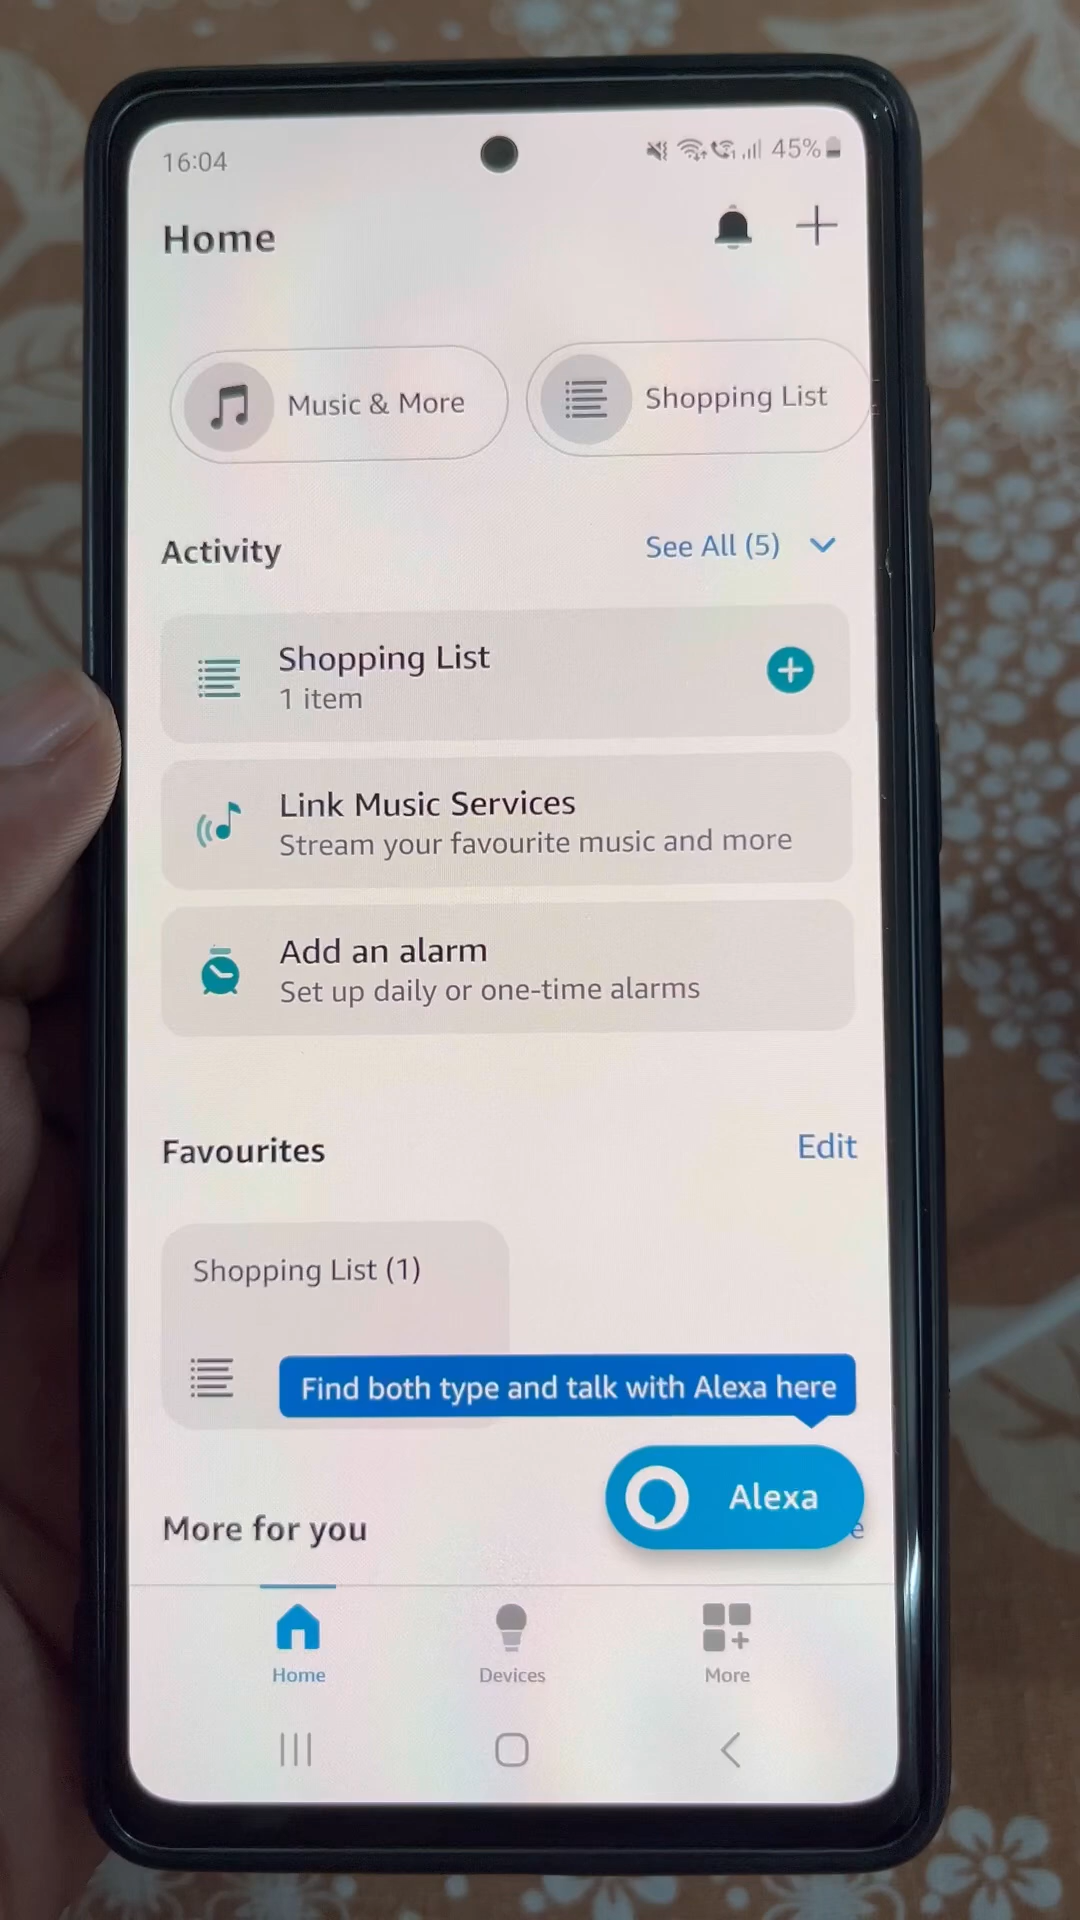 16:04
45%
Home
Music & More
Shopping List
Activity
See All (5)
Shopping List
1 item
Link Music Services
Stream your favourite music and more
Add an alarm
Set up daily or one-time alarms
Favourites
Edit
Shopping List (1)
Find both type and talk with Alexa here
Alexa
More for you
Home
Devices
More